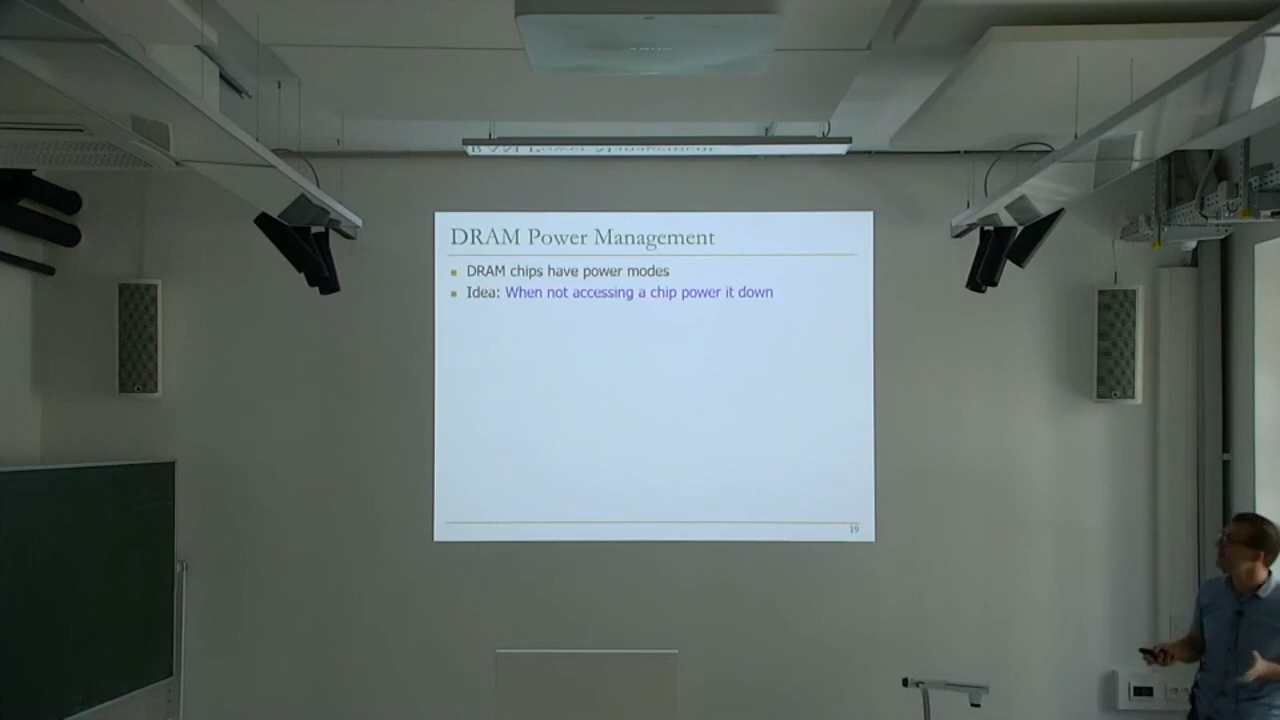 DRAM Power Management
DRAM chips have power modes
Idea: When not accessing a chip power it down
19